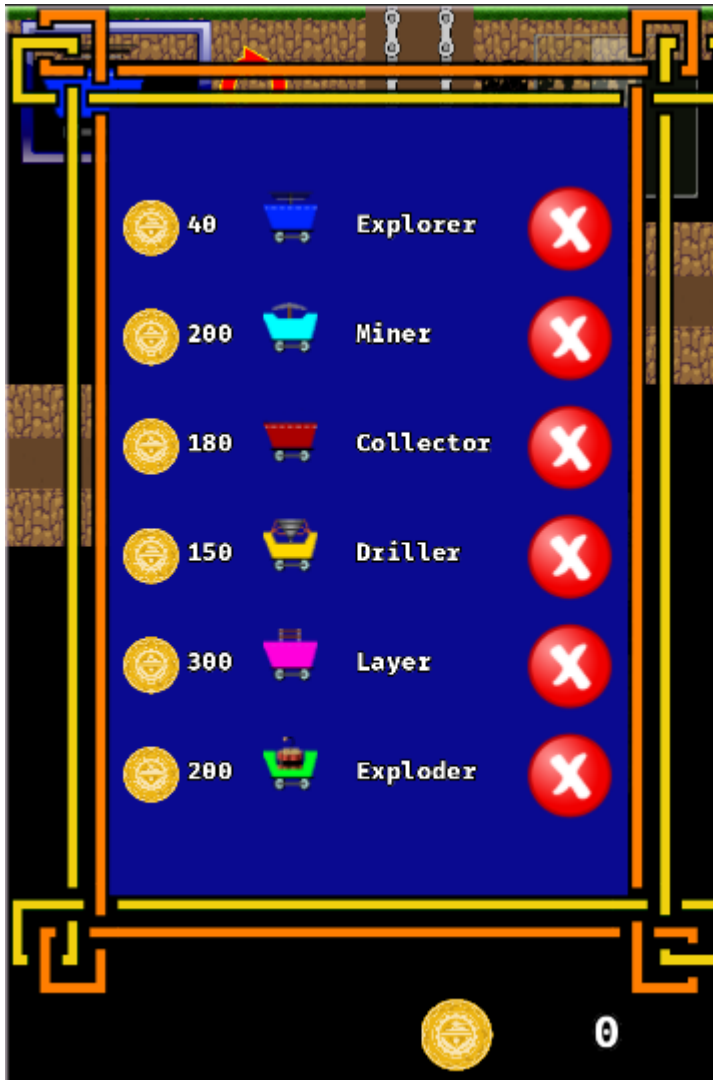 40 Explorer
200 Miner
180 Collector
150 Driller
300 Layer
200 Exploder
0